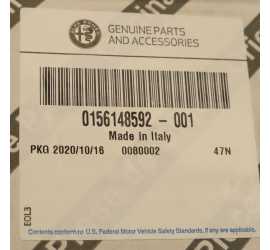 GENUINE PARTS
AND ACCESSORIES
0156148592 - 001
Made in Italy
PKG 2020/10/16 0080002 47N
EOL3
Contents conform to U.S. Federal Motor Vehicle Safety Standards, if any are applicable.